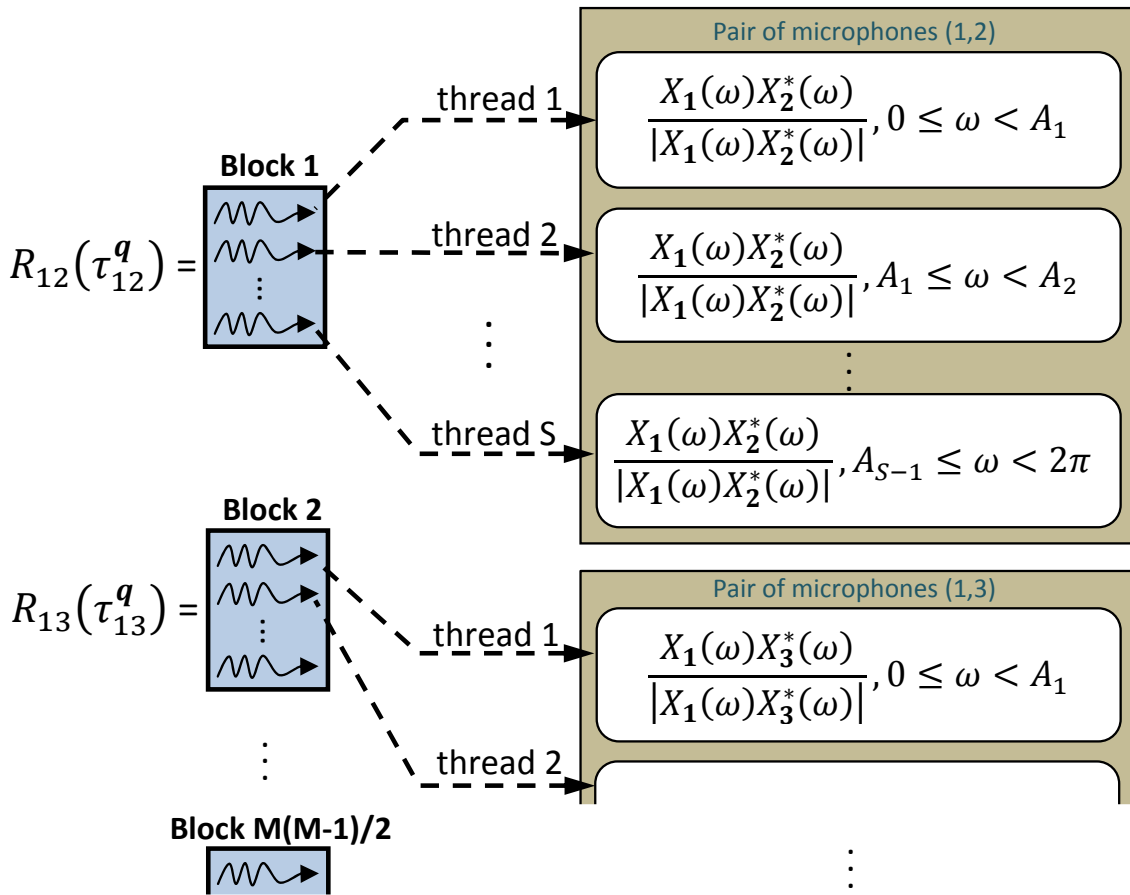 Pair of microphones (1,2)
thread 1
X₁(ω)X₂*(ω)
|X₁(ω)X₂*(ω)|
, 0 ≤ ω < A₁
Block 1
R₁₂(τ₁₂^q) =
⋮
thread 2
X₁(ω)X₂*(ω)
|X₁(ω)X₂*(ω)|
, A₁ ≤ ω < A₂
⋮
⋮
thread S
X₁(ω)X₂*(ω)
|X₁(ω)X₂*(ω)|
, A_{S−1} ≤ ω < 2π
Block 2
R₁₃(τ₁₃^q) =
⋮
Pair of microphones (1,3)
thread 1
X₁(ω)X₃*(ω)
|X₁(ω)X₃*(ω)|
, 0 ≤ ω < A₁
⋮
thread 2
Block M(M-1)/2
⋮